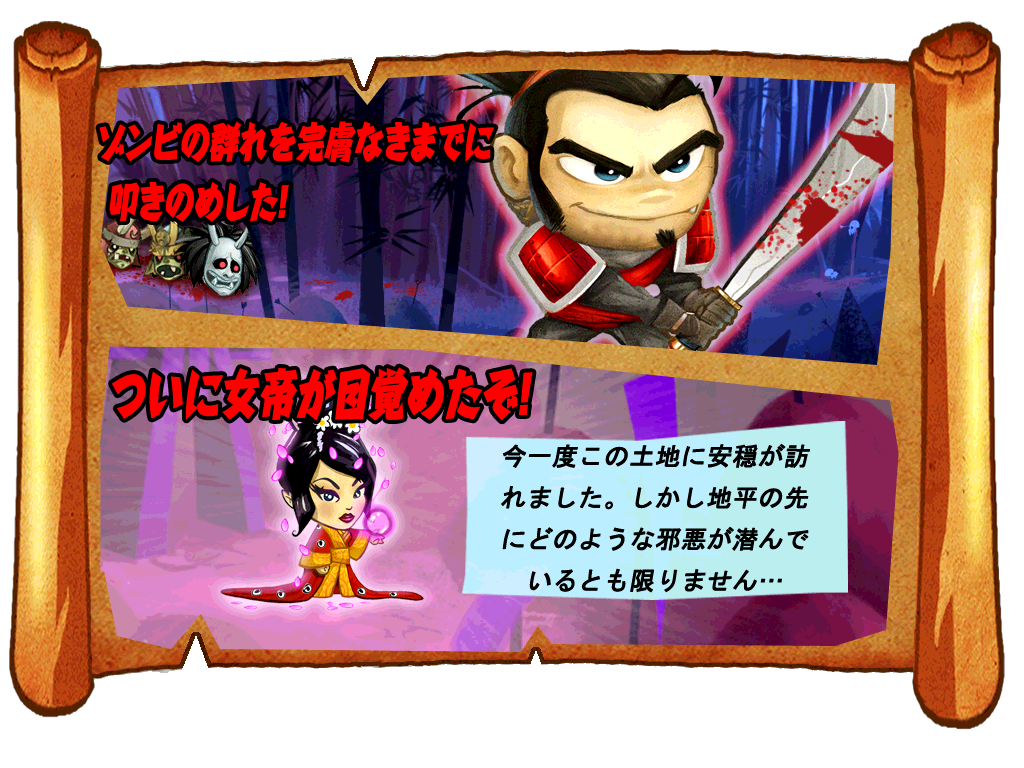 ゾンビの群れを完膚なきまでに
叩きのめした!
ついに女帝が目覚めたぞ!
今一度この土地に安穏が訪
れました。しかし地平の先
にどのような邪悪が潜んで
いるとも限りません…